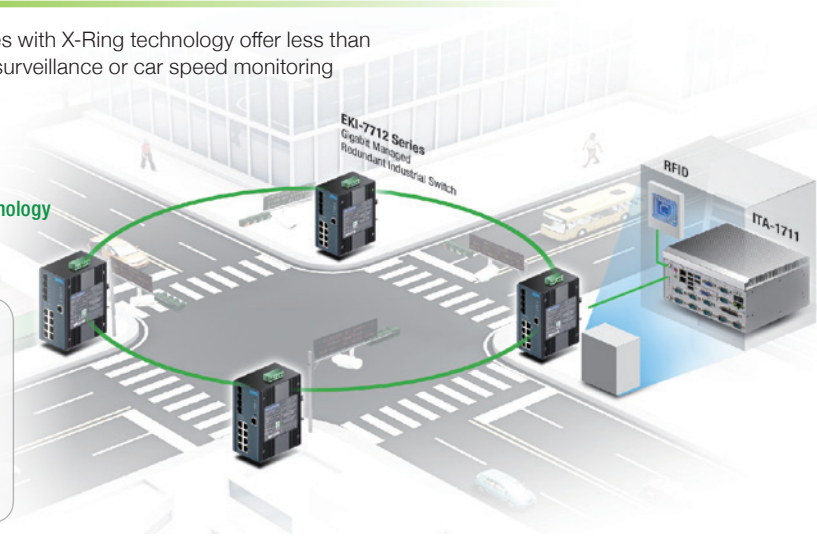 es with X-Ring technology offer less than
surveillance or car speed monitoring
EKI-7712 Series
Gigabit Managed
Redundant Industrial Switch
nology
RFID
ITA-1711